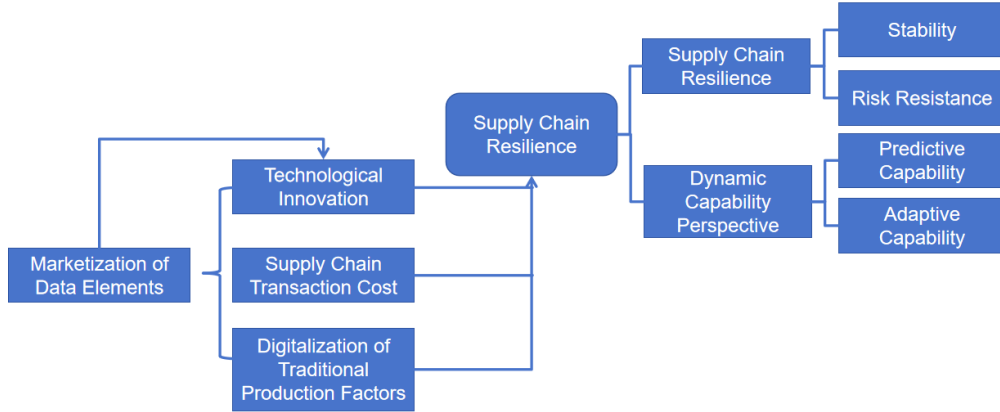 Marketization of
Data Elements
Technological
Innovation
Supply Chain
Transaction Cost
Digitalization of
Traditional
Production Factors
Supply Chain
Resilience
Supply Chain
Resilience
Stability
Risk Resistance
Dynamic
Capability
Perspective
Predictive
Capability
Adaptive
Capability